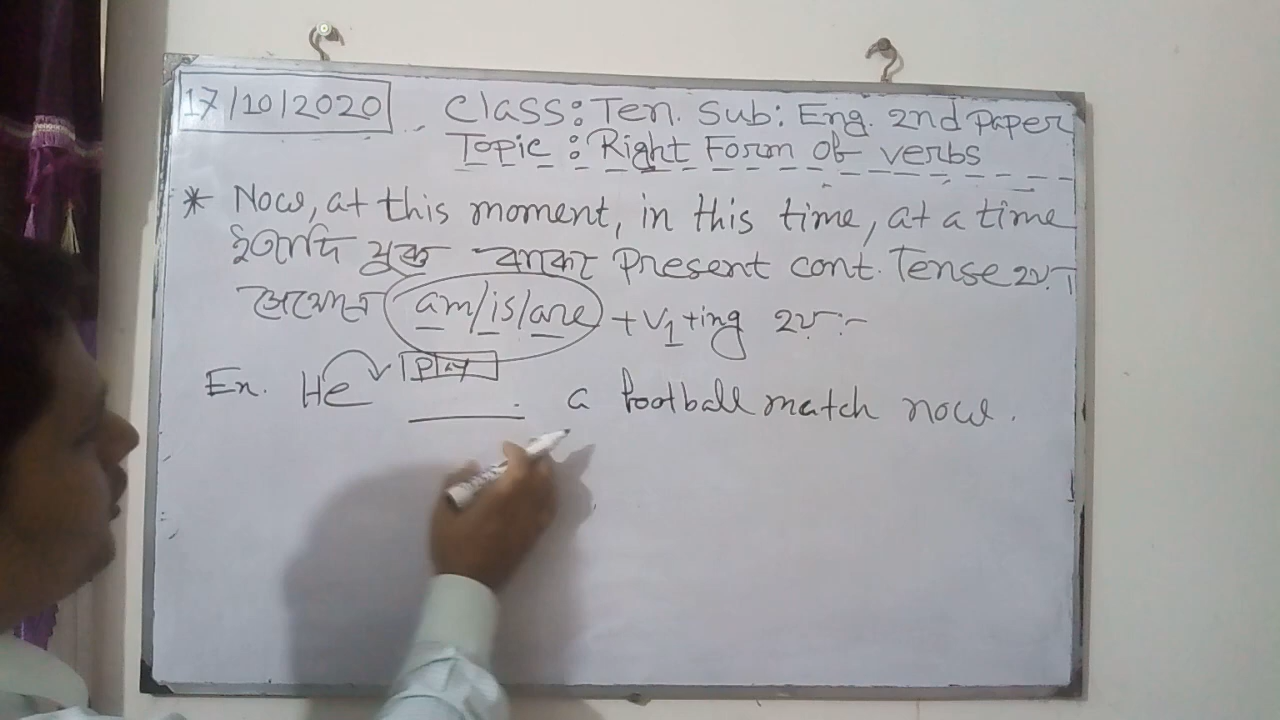 17/10/2020 Class: Ten. Sub: Eng. 2nd Paper
Topic: Right Form of verbs
* Now, at this moment, in this time, at a time
ইত্যাদি যুক্ত বাক্যে Present cont. Tense হয়।
যেখানে am/is/are + V1 + ing হয় :-
Ex. He [Play] ______. a football match now.